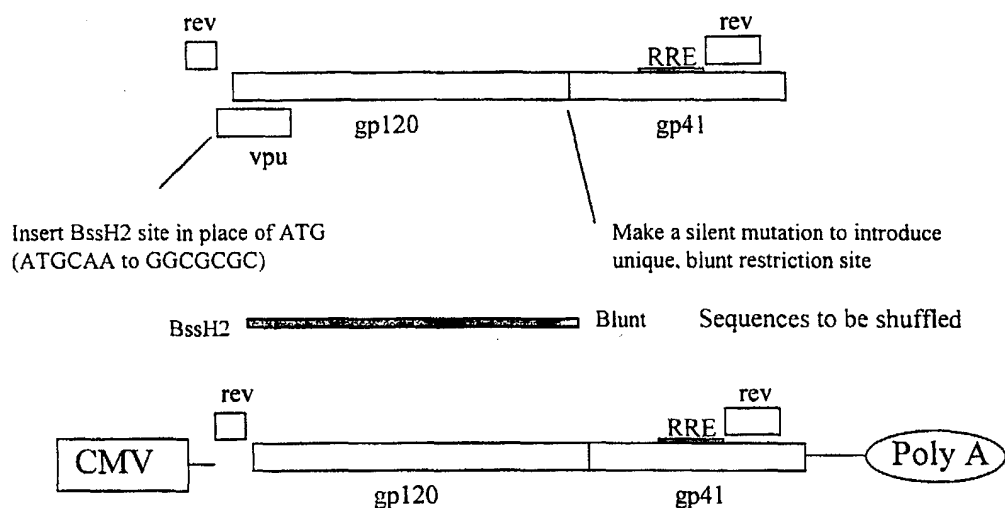 rev
rev
RRE
gp120
gp41
vpu
Insert BssH2 site in place of ATG
(ATGCAA to GGCGCGC)
Make a silent mutation to introduce
unique, blunt restriction site
BssH2
Blunt
Sequences to be shuffled
rev
rev
RRE
CMV
Poly A
gp120
gp41